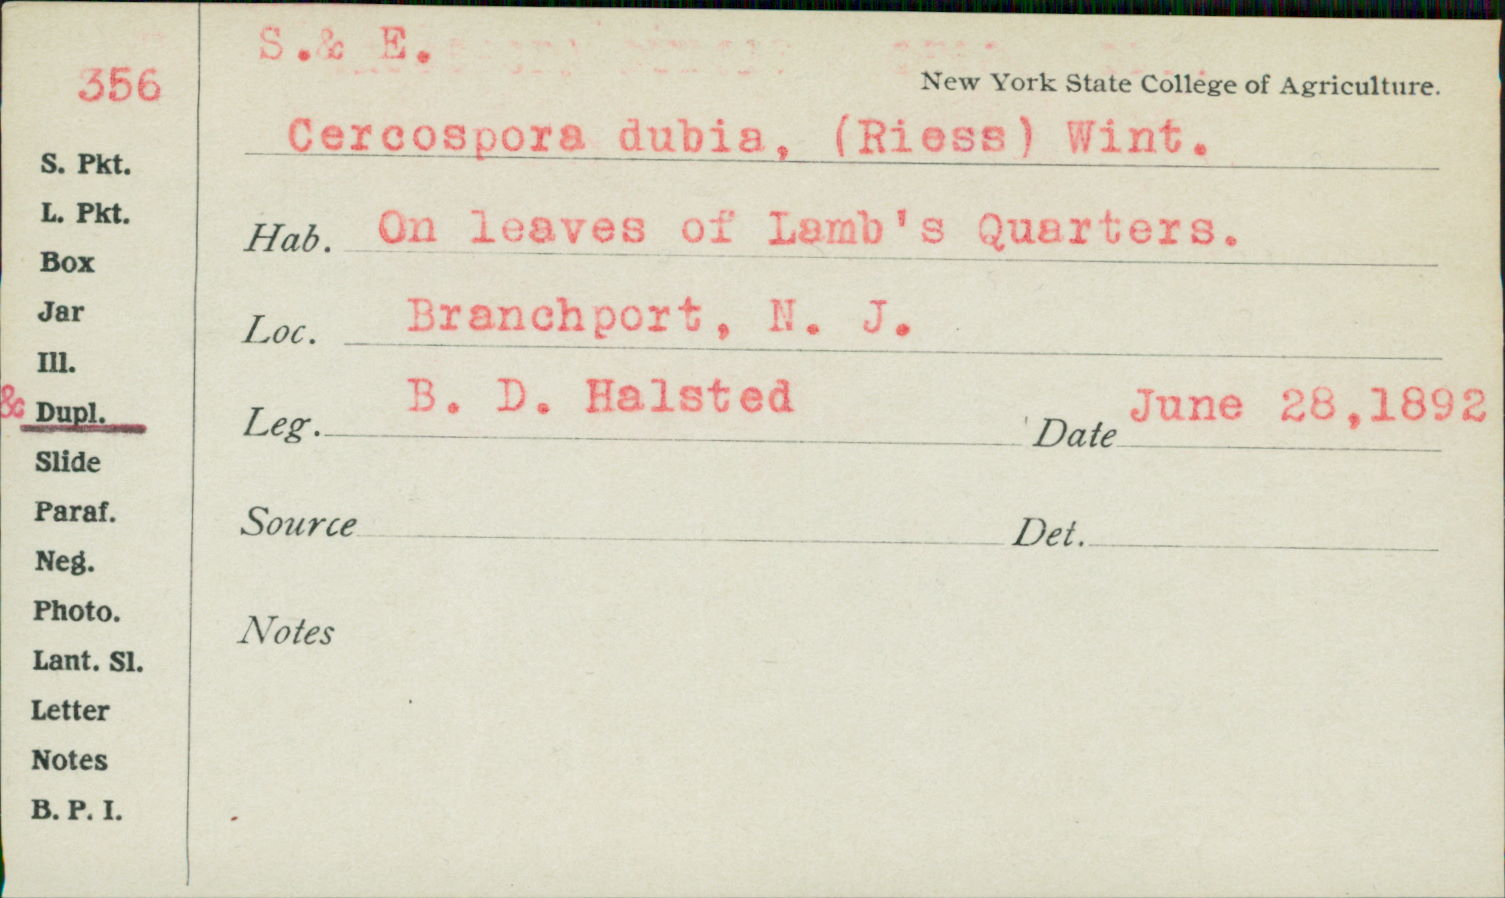 S.& E.
356
New York State College of Agriculture.
Cercospora dubia, (Riess) Wint.
S. Pkt.
L. Pkt.
Hab. On leaves of Lamb's Quarters.
Box
Jar
Loc. Branchport, N. J.
Ill.
& Dupl.
Leg. B. D. Halsted Date June 28,1892
Slide
Paraf.
Source Det.
Neg.
Photo.
Notes
Lant. Sl.
Letter
Notes
B. P. I.